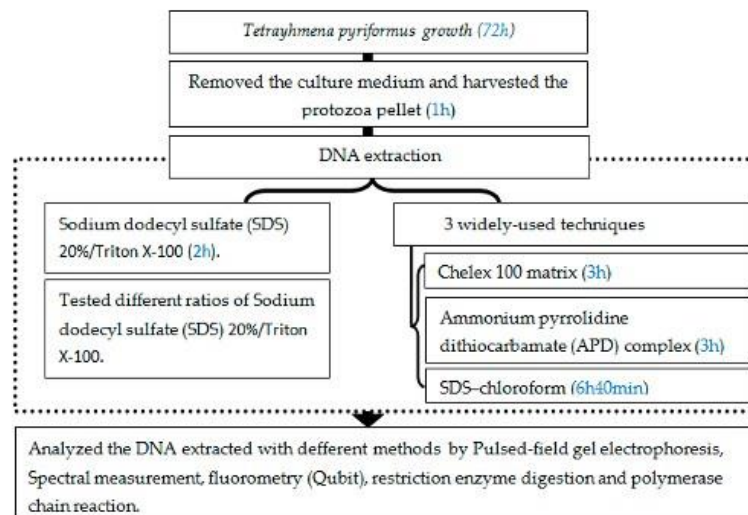 Tetrayhmena pyriformus growth (72h)
Removed the culture medium and harvested the
protozoa pellet (1h)
DNA extraction
Sodium dodecyl sulfate (SDS)
20%/Triton X-100 (2h).
Tested different ratios of Sodium
dodecyl sulfate (SDS) 20%/Triton
X-100.
3 widely-used techniques
Chelex 100 matrix (3h)
Ammonium pyrrolidine
dithiocarbamate (APD) complex (3h)
SDS–chloroform (6h40min)
Analyzed the DNA extracted with defferent methods by Pulsed-field gel electrophoresis,
Spectral measurement, fluorometry (Qubit), restriction enzyme digestion and polymerase
chain reaction.